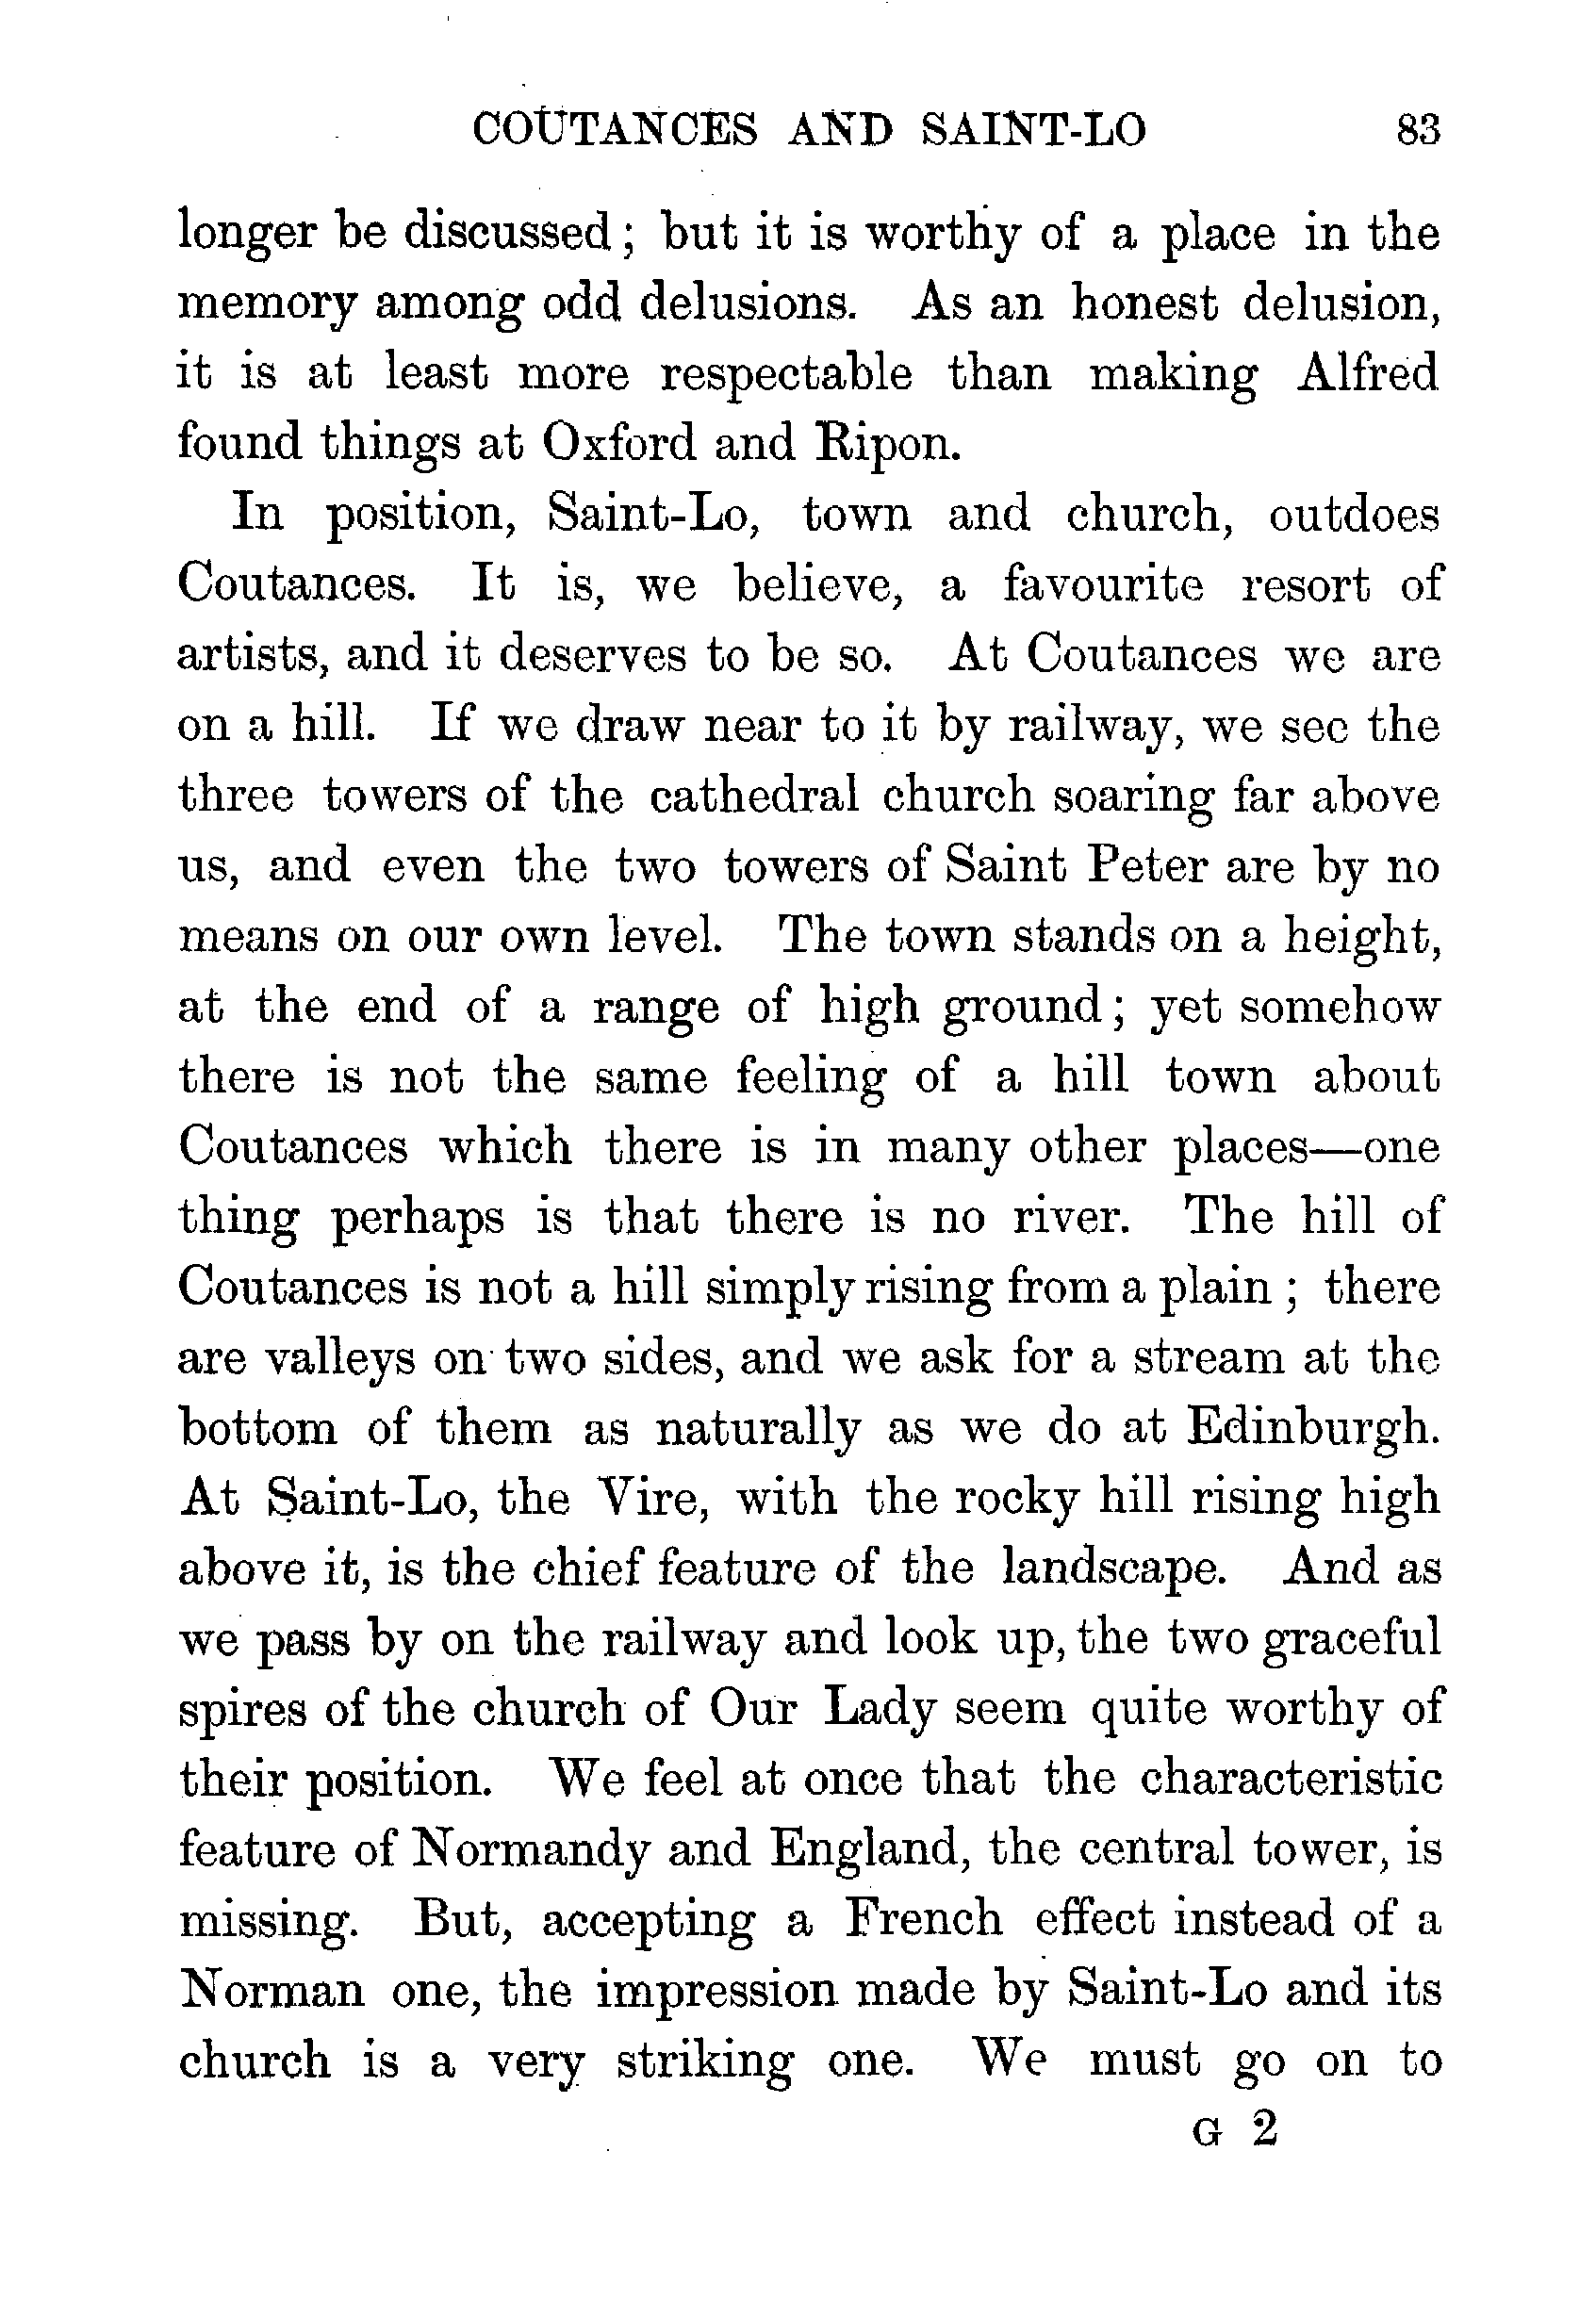 COUTANCES AND SAINT-LO 83
longer be discussed; but it is worthy of a place in the
memory among odd delusions. As an honest delusion,
it is at least more respectable than making Alfred
found things at Oxford and Ripon.
In position, Saint-Lo, town and church, outdoes
Coutances. It is, we believe, a favourite resort of
artists, and it deserves to be so. At Coutances we are
on a hill. If we draw near to it by railway, we see the
three towers of the cathedral church soaring far above
us, and even the two towers of Saint Peter are by no
means on our own level. The town stands on a height,
at the end of a range of high ground; yet somehow
there is not the same feeling of a hill town about
Coutances which there is in many other places—one
thing perhaps is that there is no river. The hill of
Coutances is not a hill simply rising from a plain; there
are valleys on two sides, and we ask for a stream at the
bottom of them as naturally as we do at Edinburgh.
At Saint-Lo, the Vire, with the rocky hill rising high
above it, is the chief feature of the landscape. And as
we pass by on the railway and look up, the two graceful
spires of the church of Our Lady seem quite worthy of
their position. We feel at once that the characteristic
feature of Normandy and England, the central tower, is
missing. But, accepting a French effect instead of a
Norman one, the impression made by Saint-Lo and its
church is a very striking one. We must go on to
G 2